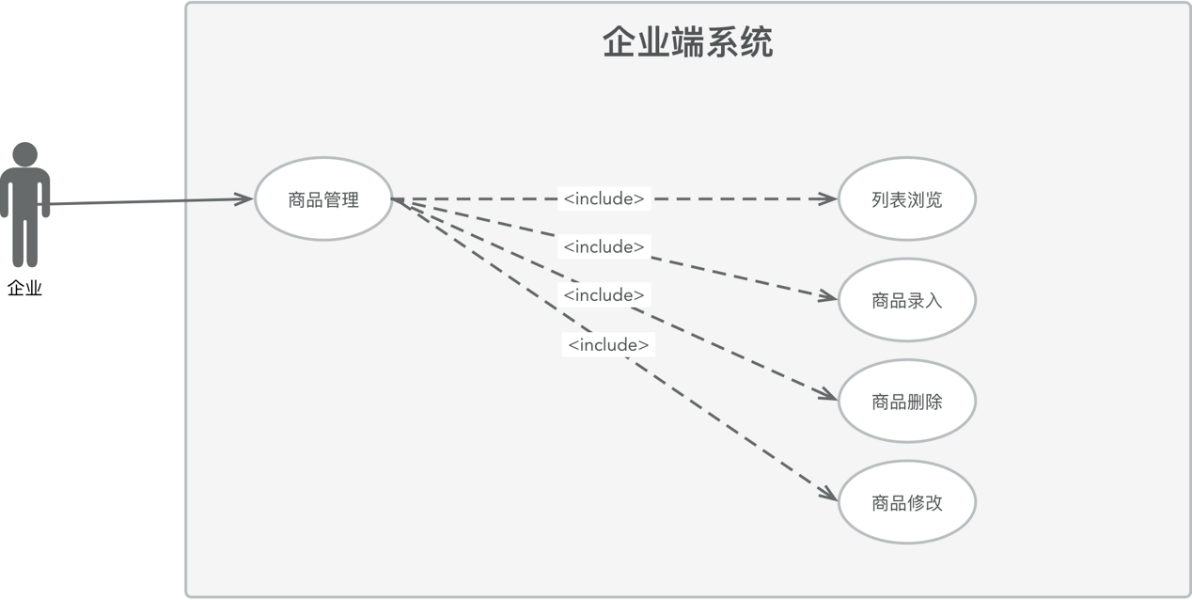 企业端系统
商品管理
企业
<include>
<include>
<include>
<include>
列表浏览
商品录入
商品删除
商品修改